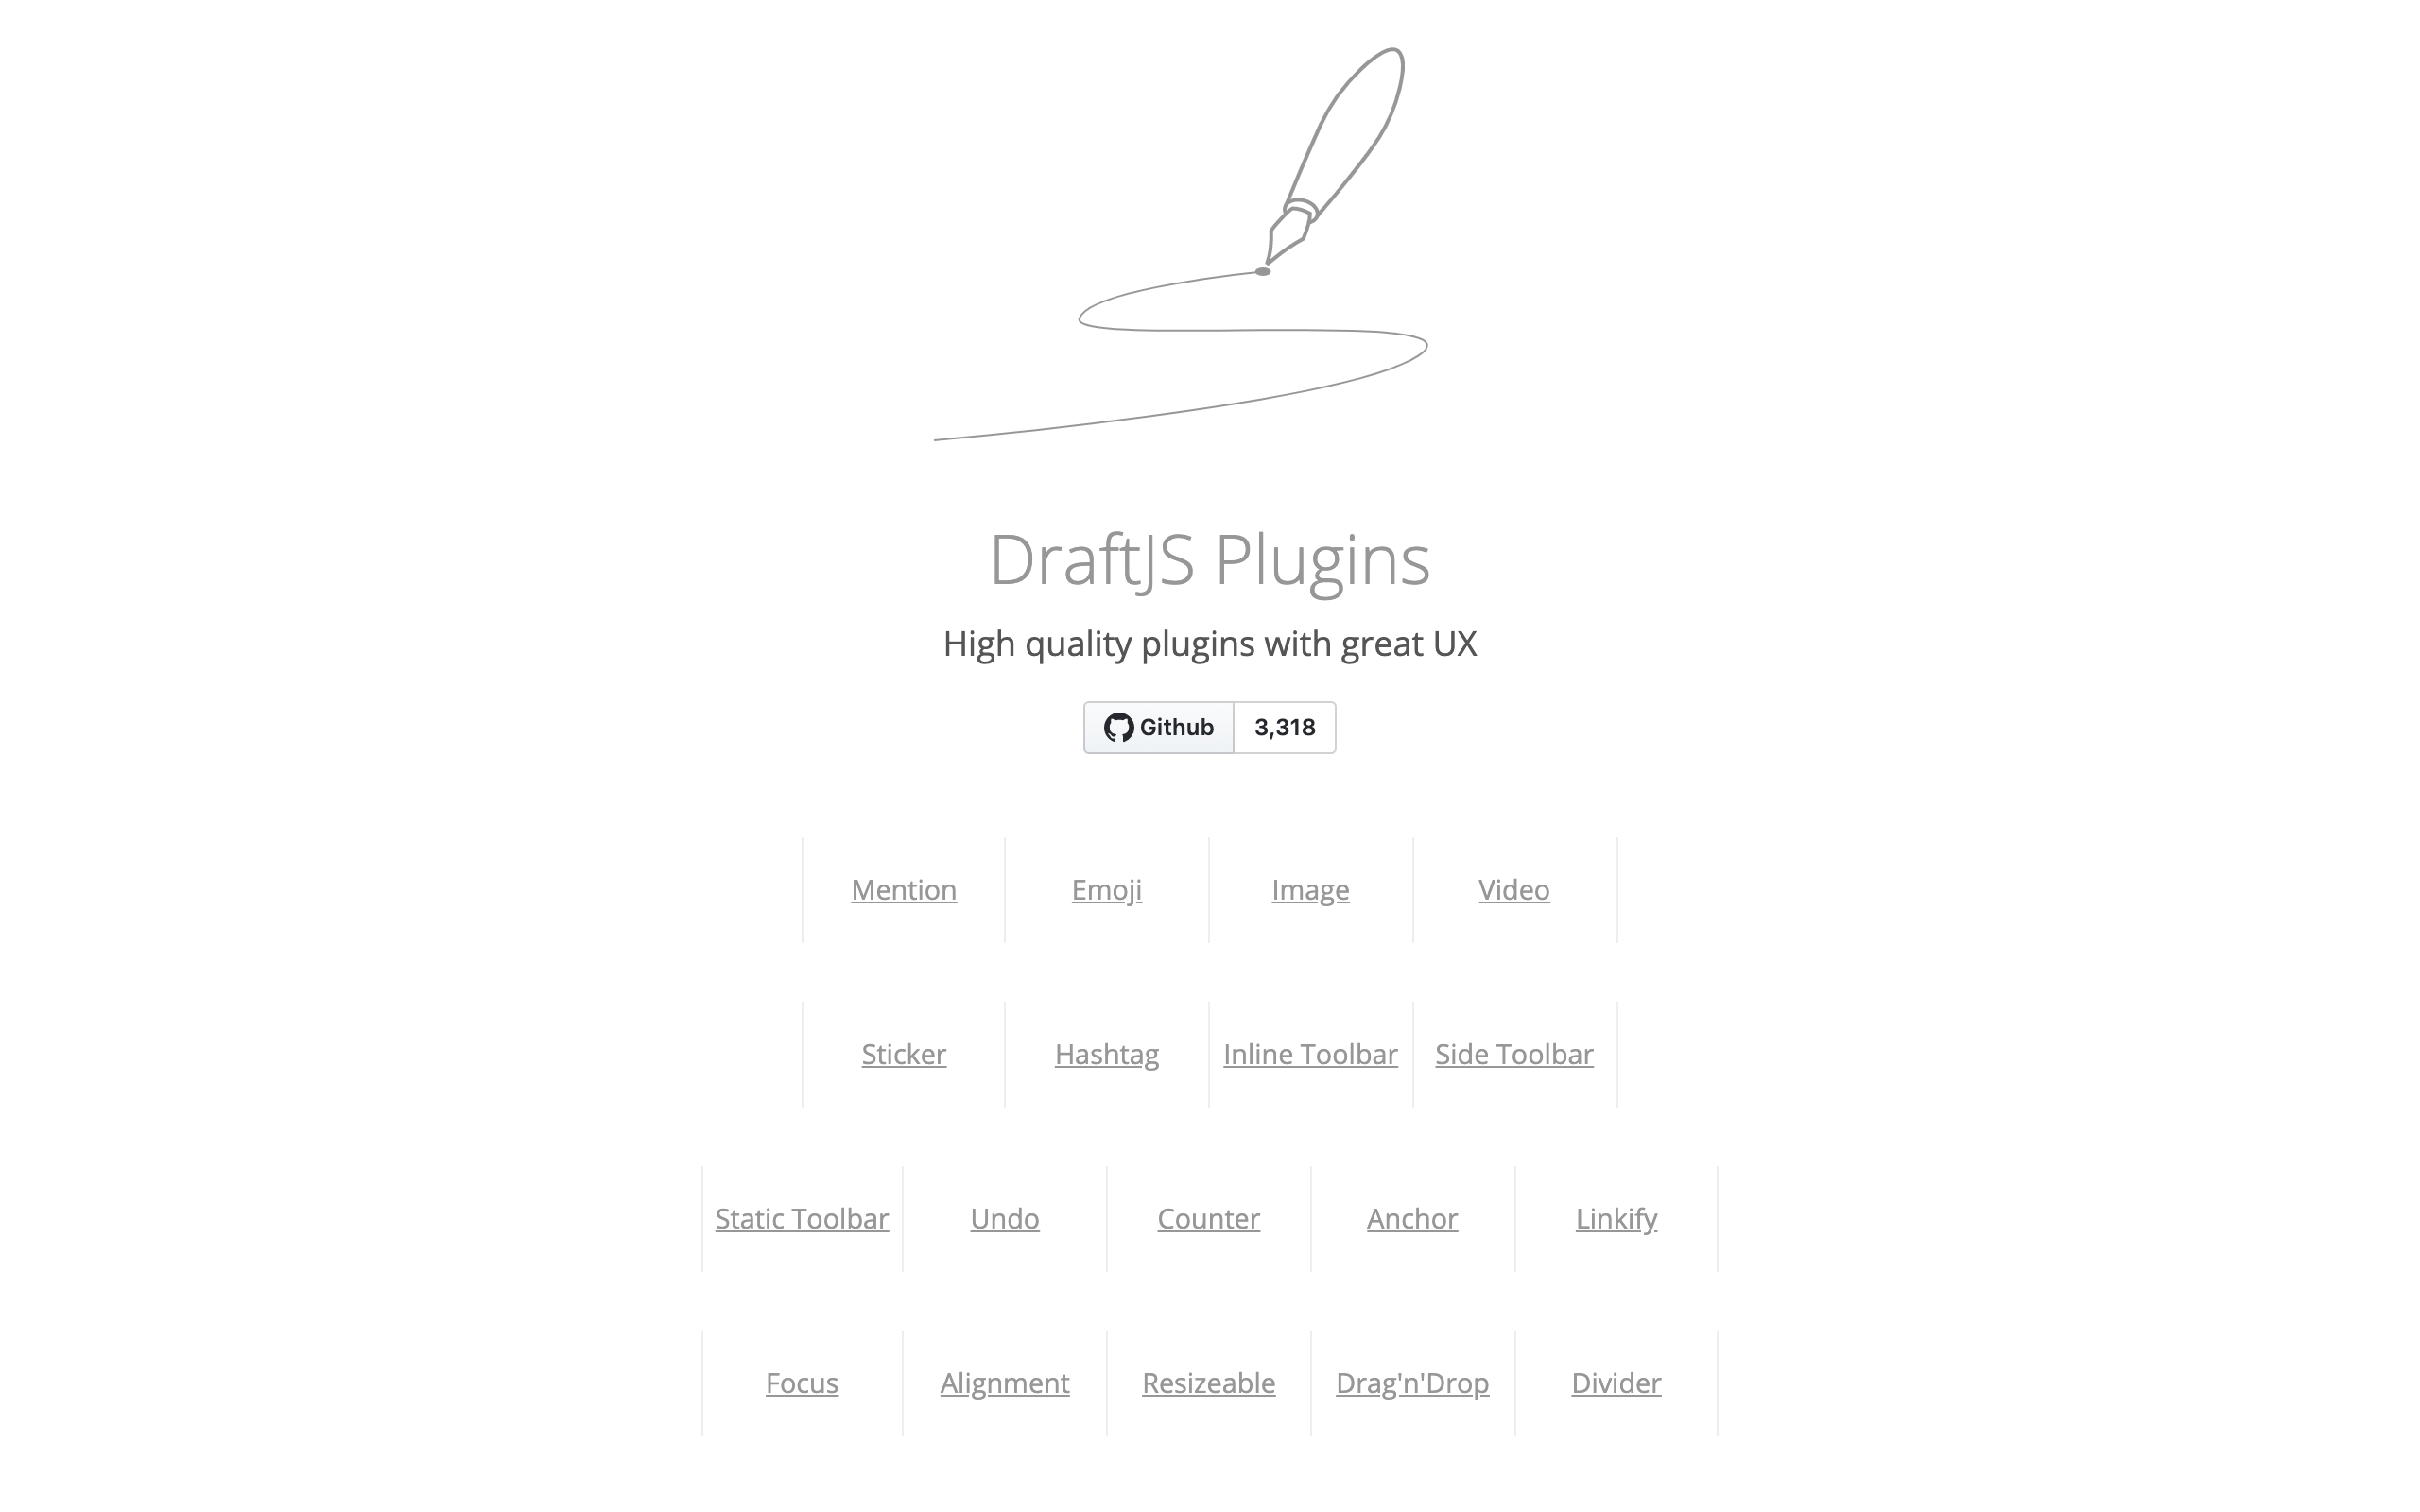 DraftJS Plugins
High quality plugins with great UX
Github 3,318
Mention Emoji Image Video
Sticker Hashtag Inline Toolbar Side Toolbar
Static Toolbar Undo Counter Anchor Linkify
Focus Alignment Resizeable Drag'n'Drop Divider